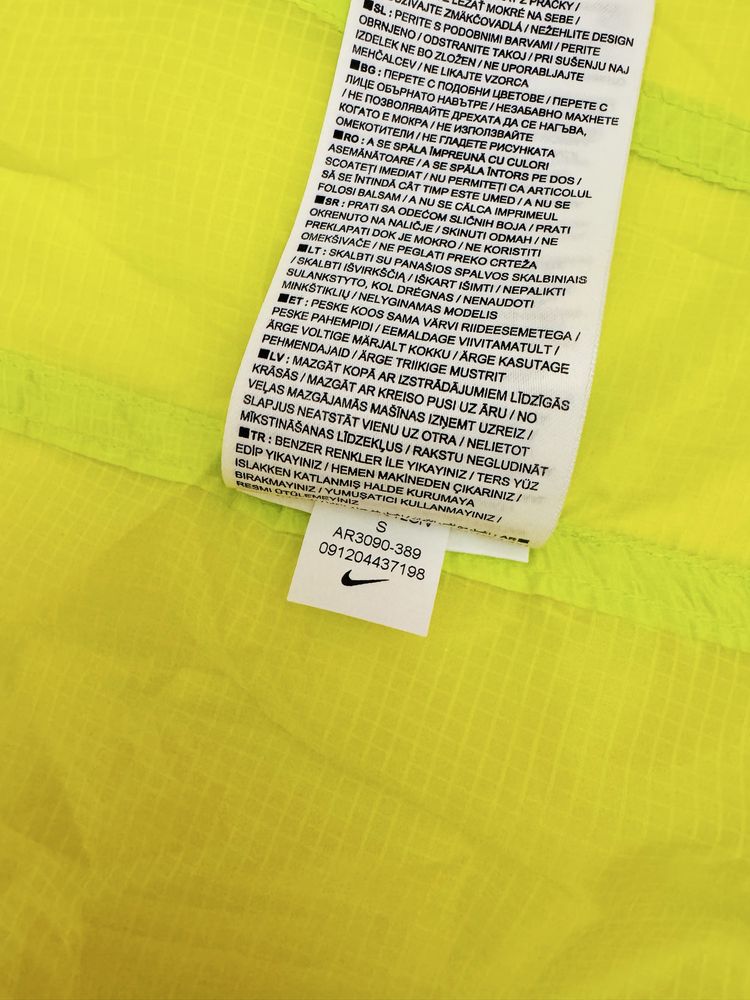 Z PRAČKY /
LEŽAŤ MOKRÉ NA SEBE /
ZMÄKČOVADLÁ / NEŽEHLITE DESIGN
■SL : PERITE S PODOBNIMI BARVAMI / PERITE
OBRNJENO / ODSTRANITE TAKOJ / PRI SUŠENJU NAJ
IZDELEK NE BO ZLOŽEN / NE UPORABLJAJTE
MEHČALCEV / NE LIKAJTE VZORCA
■BG : ПЕРЕТЕ С ПОДОБНИ ЦВЕТОВЕ / ПЕРЕТЕ С
ЛИЦЕ ОБЪРНАТО НАВЪТРЕ / НЕЗАБАВНО МАХНЕТЕ
/ НЕ ПОЗВОЛЯВАЙТЕ ДРЕХАТА ДА СЕ НАГЪВА,
КОГАТО Е МОКРА / НЕ ИЗПОЛЗВАЙТЕ
ОМЕКОТИТЕЛИ / НЕ ГЛАДЕТЕ РИСУНКАТА
■RO : A SE SPĂLA ÎMPREUNĂ CU CULORI
ASEMĂNĂTOARE / A SE SPĂLA ÎNTORS PE DOS /
SCOATEȚI IMEDIAT / NU PERMITEȚI CA ARTICOLUL
SĂ SE ÎNTINDĂ CÂT TIMP ESTE UMED / A NU SE
FOLOSI BALSAM / A NU SE CĂLCA IMPRIMEUL
■SR : PRATI SA ODEĆOM SLIČNIH BOJA / PRATI
OKRENUTO NA NALIČJE / SKINUTI ODMAH / NE
PREKLAPATI DOK JE MOKRO / NE KORISTITI
OMEKŠIVAČE / NE PEGLATI PREKO CRTEŽA
■LT : SKALBTI SU PANAŠIOS SPALVOS SKALBINIAIS
/ SKALBTI IŠVIRKŠČIĄ / IŠKART IŠIMTI / NEPALIKTI
SULANKSTYTO, KOL DRĖGNAS / NENAUDOTI
MINKŠTIKLIŲ / NELYGINAMAS MODELIS
■ET : PESKE KOOS SAMA VÄRVI RIIDEESEMETEGA /
PESKE PAHEMPIDI / EEMALDAGE VIIVITAMATULT /
ÄRGE VOLTIGE MÄRJALT KOKKU / ÄRGE KASUTAGE
PEHMENDAJAID / ÄRGE TRIIKIGE MUSTRIT
■LV : MAZGĀT KOPĀ AR IZSTRĀDĀJUMIEM LĪDZĪGĀS
KRĀSĀS / MAZGĀT AR KREISO PUSI UZ ĀRU / NO
VEĻAS MAZGĀJAMĀS MAŠĪNAS IZŅEMT UZREIZ /
SLAPJUS NEATSTĀT VIENU UZ OTRA / NELIETOT
MĪKSTINĀŠANAS LĪDZEKĻUS / RAKSTU NEGLUDINĀT
■TR : BENZER RENKLER İLE YIKAYINIZ / TERS YÜZ
EDİP YIKAYINIZ / HEMEN MAKİNEDEN ÇIKARINIZ /
ISLAKKEN KATLANMIŞ HALDE KURUMAYA
BIRAKMAYINIZ / YUMUŞATICI KULLANMAYINIZ /
RESMİ ÜTÜLEMEYİNİZ
AR■
S
AR3090-389
091204437198